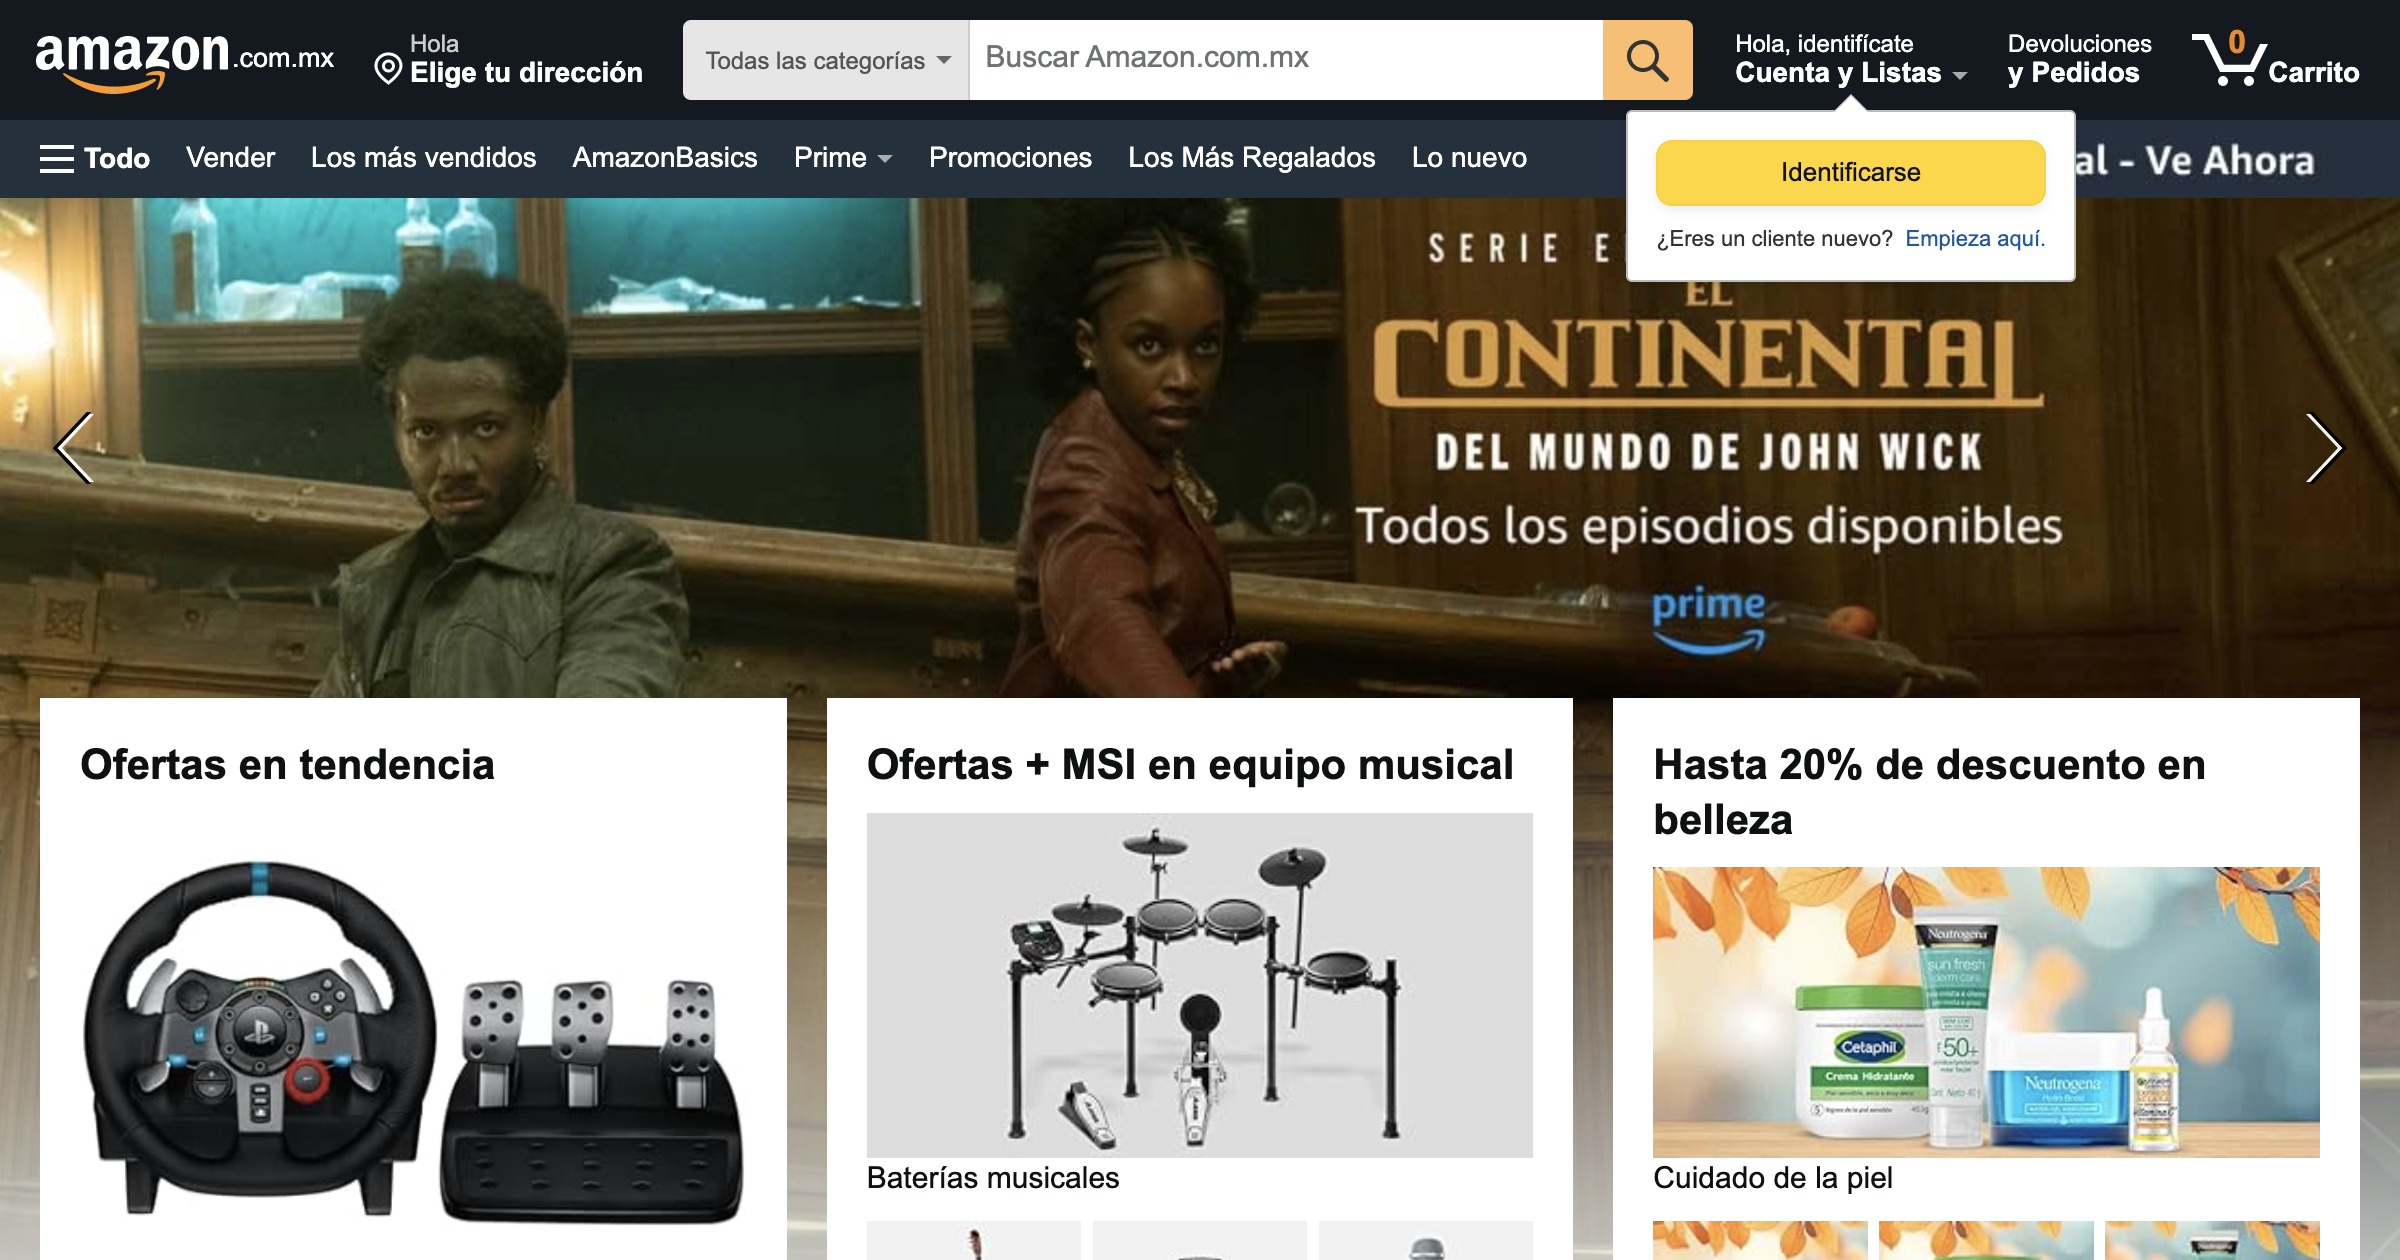 amazon.com.mx
Hola
Elige tu dirección
Todas las categorías
Buscar Amazon.com.mx
Hola, identifícate
Cuenta y Listas
Devoluciones
y Pedidos
0
Carrito
Todo
Vender
Los más vendidos
AmazonBasics
Prime
Promociones
Los Más Regalados
Lo nuevo
al - Ve Ahora
Identificarse
¿Eres un cliente nuevo? Empieza aquí.
SERIE E
EL
CONTINENTAL
DEL MUNDO DE JOHN WICK
Todos los episodios disponibles
prime
Ofertas en tendencia
Ofertas + MSI en equipo musical
Baterías musicales
Hasta 20% de descuento en
belleza
Neutrogena
sun fresh
derm care
50+
Cetaphil
Crema Hidratante
Neutrogena
Hydro Boost
Cuidado de la piel